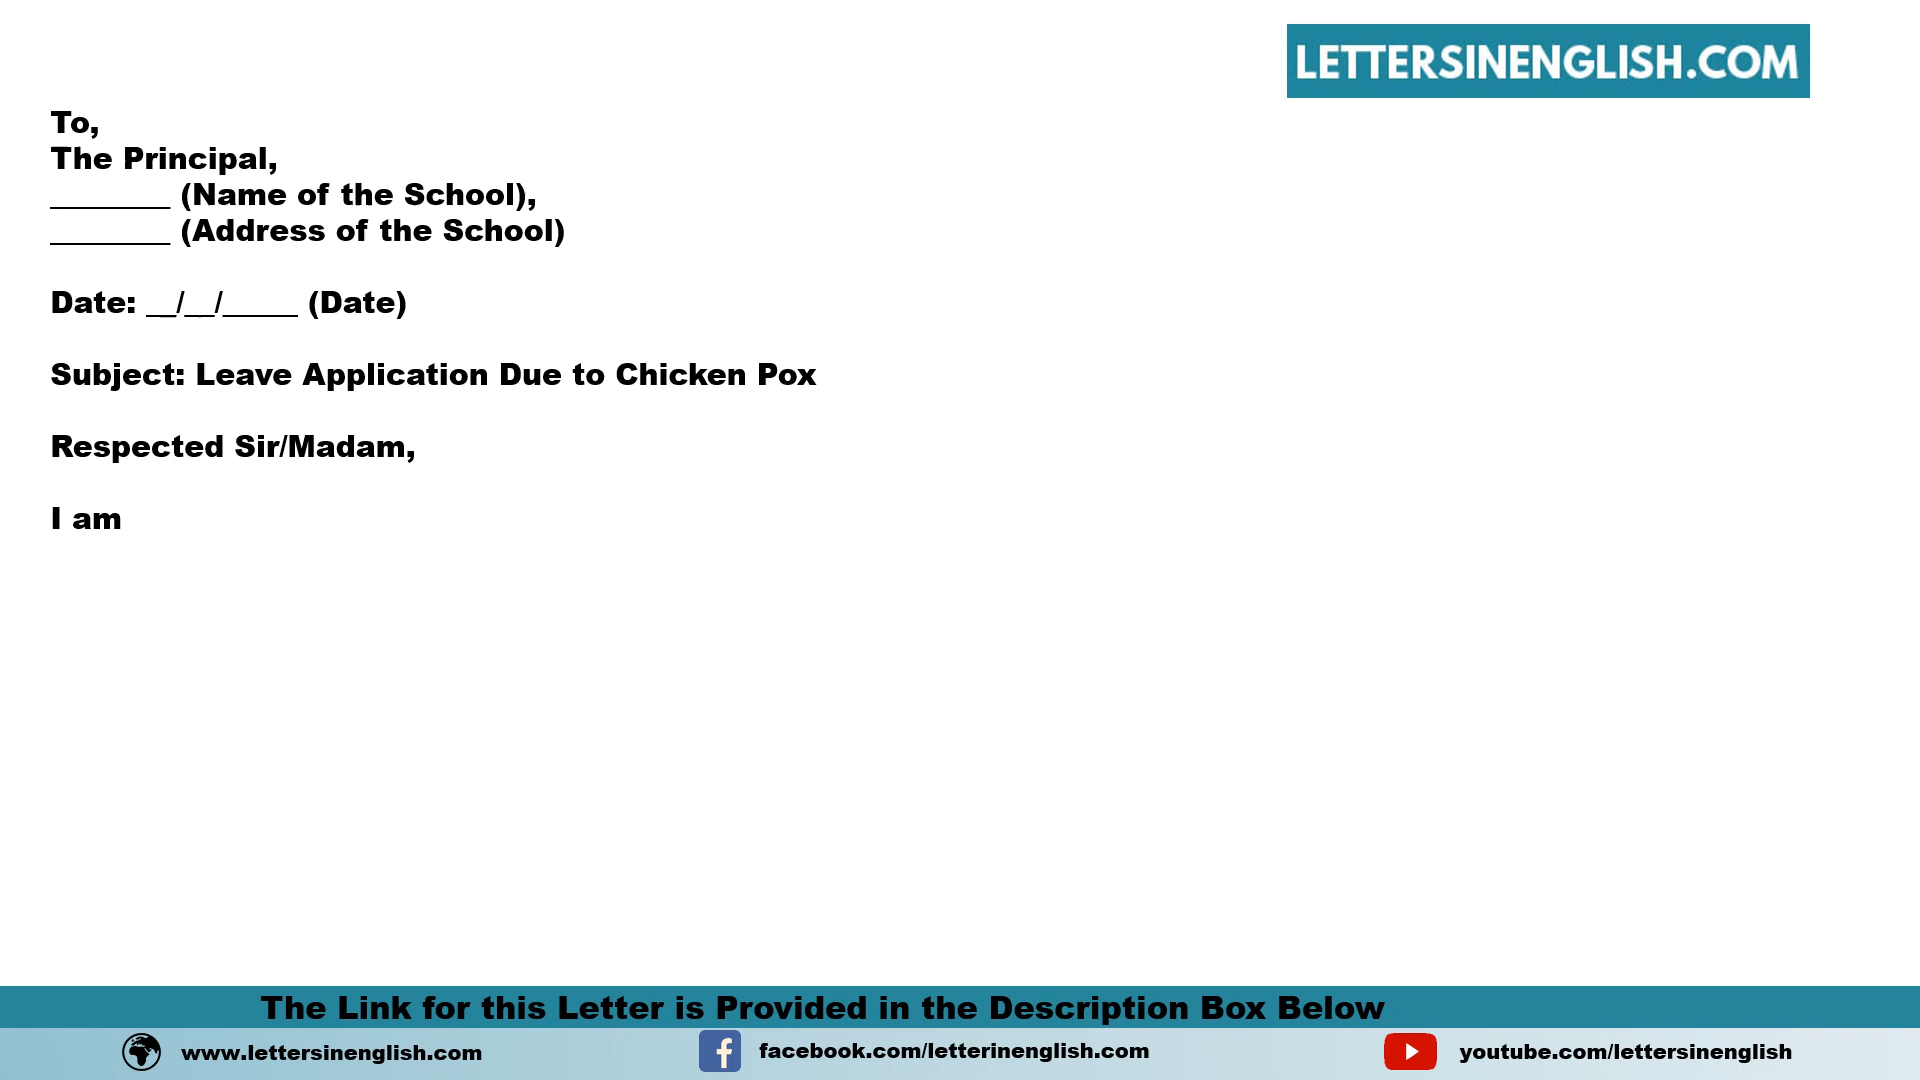 LETTERSINENGLISH.COM
To,
The Principal,
________ (Name of the School),
________ (Address of the School)
Date: __/__/_____ (Date)
Subject: Leave Application Due to Chicken Pox
Respected Sir/Madam,
I am
The Link for this Letter is Provided in the Description Box Below
www.lettersinenglish.com
facebook.com/letterinenglish.com
youtube.com/lettersinenglish